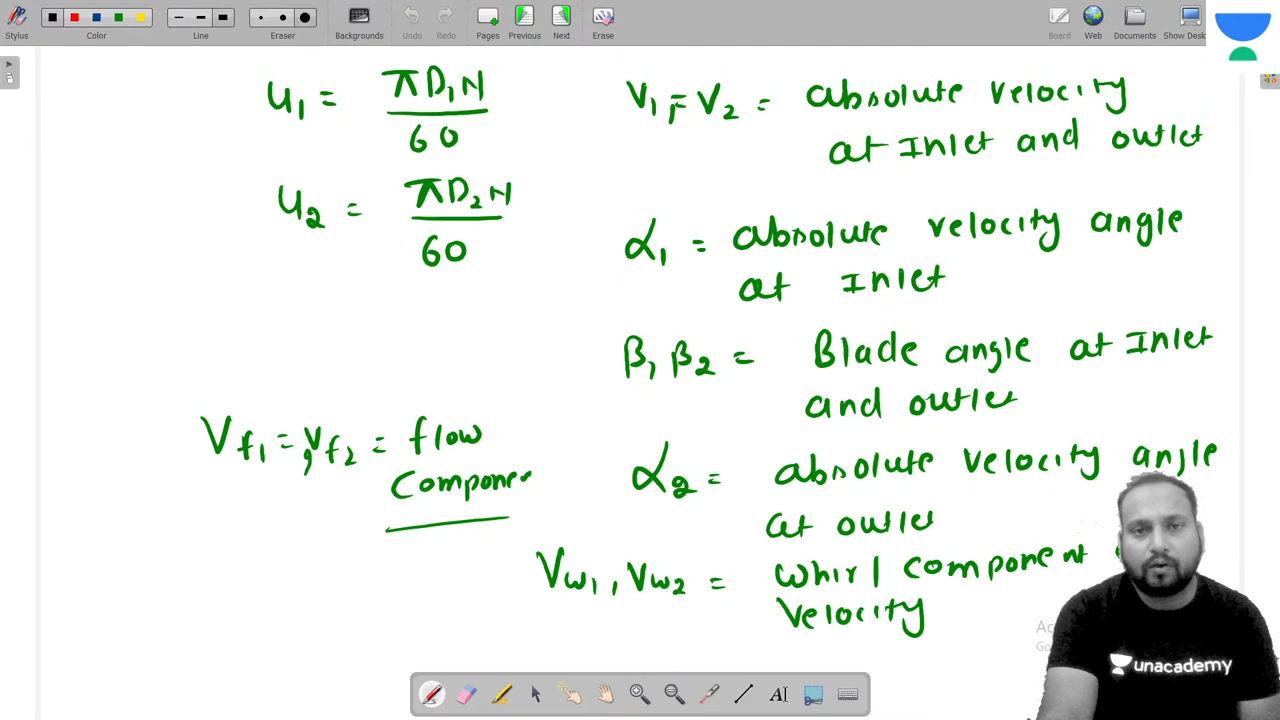 Stylus
Color
Line
Eraser
Backgrounds
Undo
Redo
Pages
Previous
Next
Erase
Board
Web
Documents
Show Desk
u₁ = πD₁N / 60
u₂ = πD₂N / 60
V₁, = V₂ = absolute velocity
at Inlet and outlet
α₁ = absolute velocity angle
at Inlet
β₁ β₂ = Blade angle at Inlet
and outlet
Vf₁ = , Vf₂ = flow
Componen
α₂ = absolute velocity angle
at outlet
Vw₁, Vw₂ = whirl component
velocity
unacademy